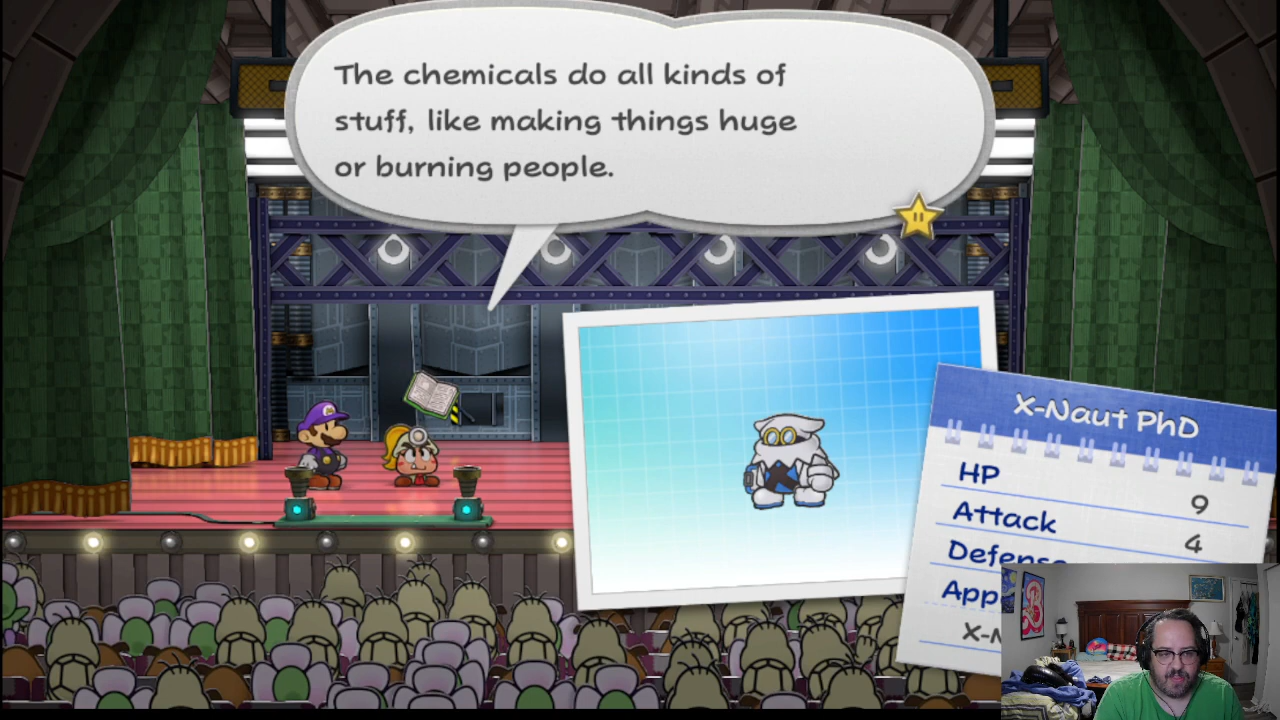 The chemicals do all kinds of
stuff, like making things huge
or burning people.
X-Naut PhD
HP 9
Attack 4
Defense